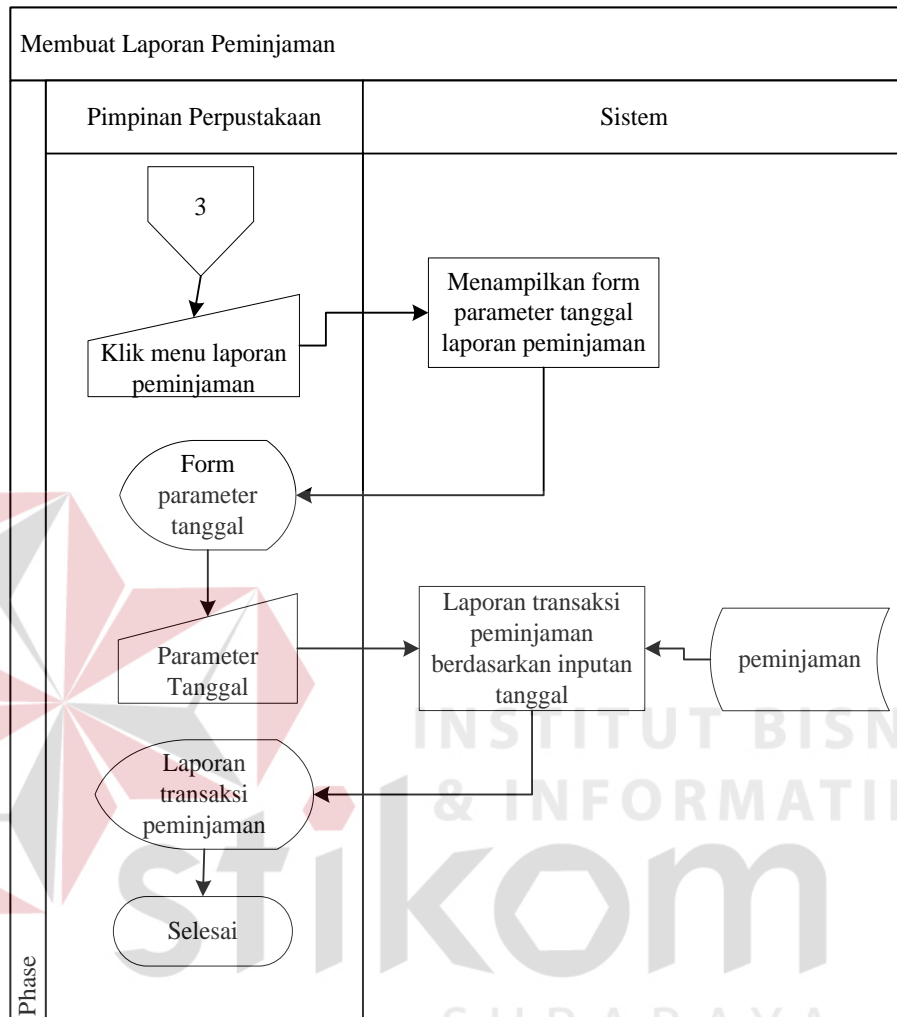 Membuat Laporan Peminjaman
Pimpinan Perpustakaan
Sistem
3
Klik menu laporan
peminjaman
Menampilkan form
parameter tanggal
laporan peminjaman
Form
parameter
tanggal
Parameter
Tanggal
Laporan transaksi
peminjaman
berdasarkan inputan
tanggal
peminjaman
Laporan
transaksi
peminjaman
Selesai
Phase
INSTITUT BISN
& INFORMATI
stikom
SURABAYA